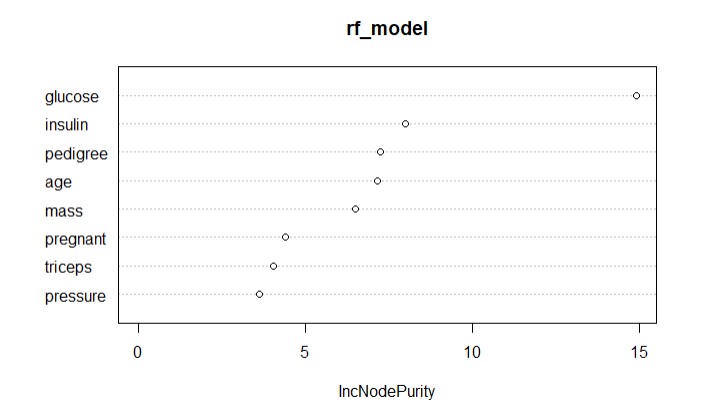 rf_model
glucose
insulin
pedigree
age
mass
pregnant
triceps
pressure
0 5 10 15
IncNodePurity